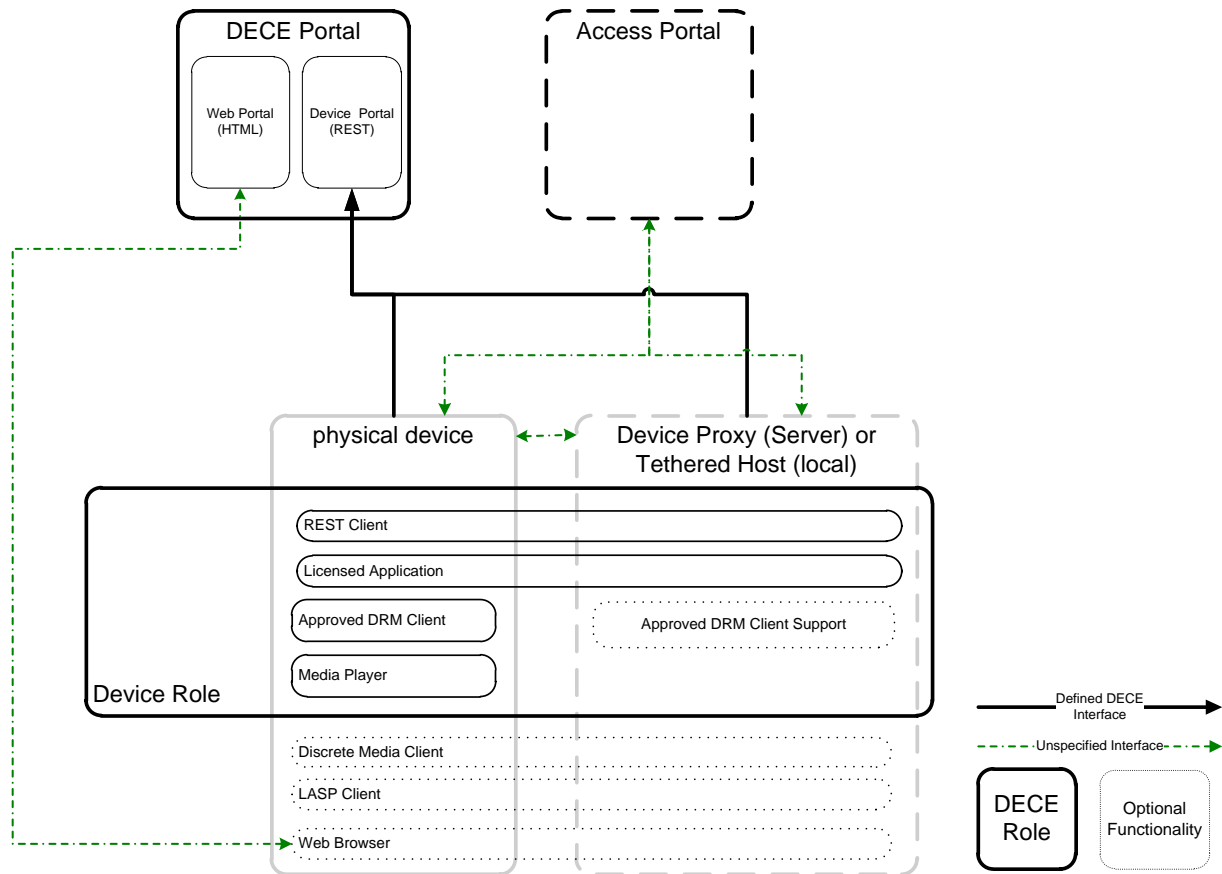 DECE Portal
Access Portal
Web Portal
(HTML)
Device Portal
(REST)
physical device
Device Proxy (Server) or
Tethered Host (local)
REST Client
Licensed Application
Approved DRM Client
Approved DRM Client Support
Media Player
Device Role
Discrete Media Client
LASP Client
Web Browser
Defined DECE
Interface
Unspecified Interface
DECE
Role
Optional
Functionality